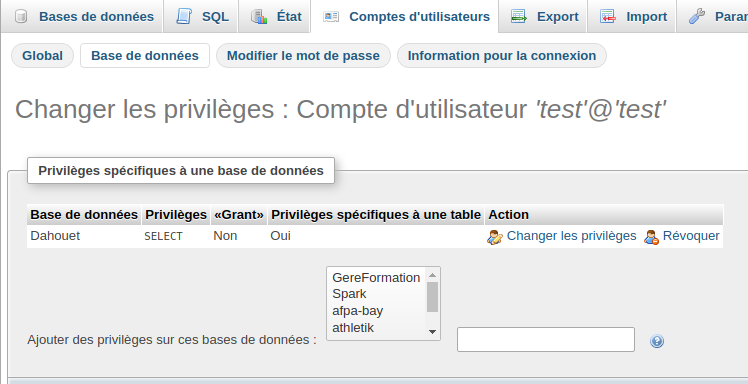 Bases de données SQL État Comptes d'utilisateurs Export Import
Global Base de données Modifier le mot de passe Information pour la connexion
Changer les privilèges : Compte d'utilisateur 'test'@'test'
Privilèges spécifiques à une base de données
Base de données Privilèges «Grant» Privilèges spécifiques à une table Action
Dahouet SELECT Non Oui Changer les privilèges Révoquer
GereFormation
Spark
afpa-bay
athletik
Ajouter des privilèges sur ces bases de données :